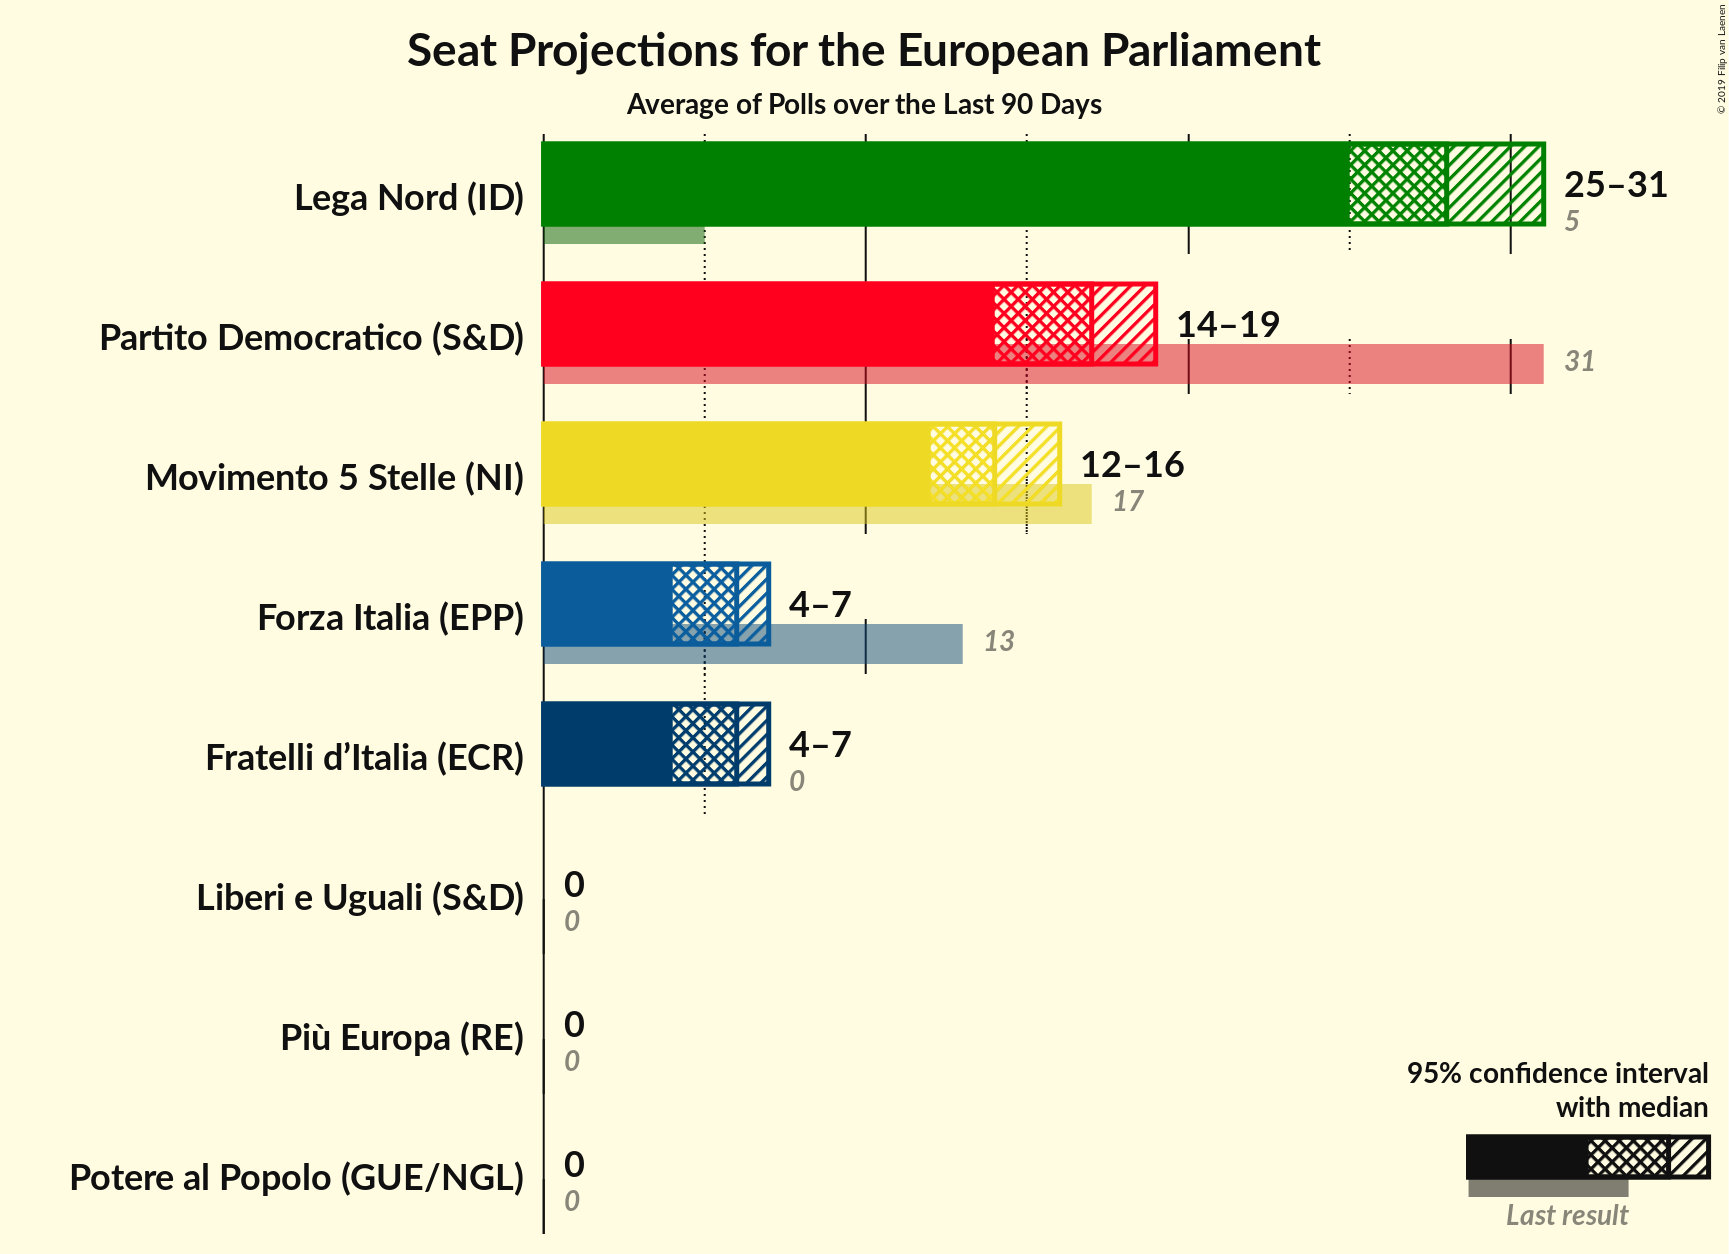 Seat Projections for the European Parliament
Average of Polls over the Last 90 Days
© 2019 Filip van Laenen
Lega Nord (ID)
25–31
5
Partito Democratico (S&D)
14–19
31
Movimento 5 Stelle (NI)
12–16
17
Forza Italia (EPP)
4–7
13
Fratelli d’Italia (ECR)
4–7
0
Liberi e Uguali (S&D)
0
0
Più Europa (RE)
0
0
Potere al Popolo (GUE/NGL)
0
0
95% confidence interval
with median
Last result